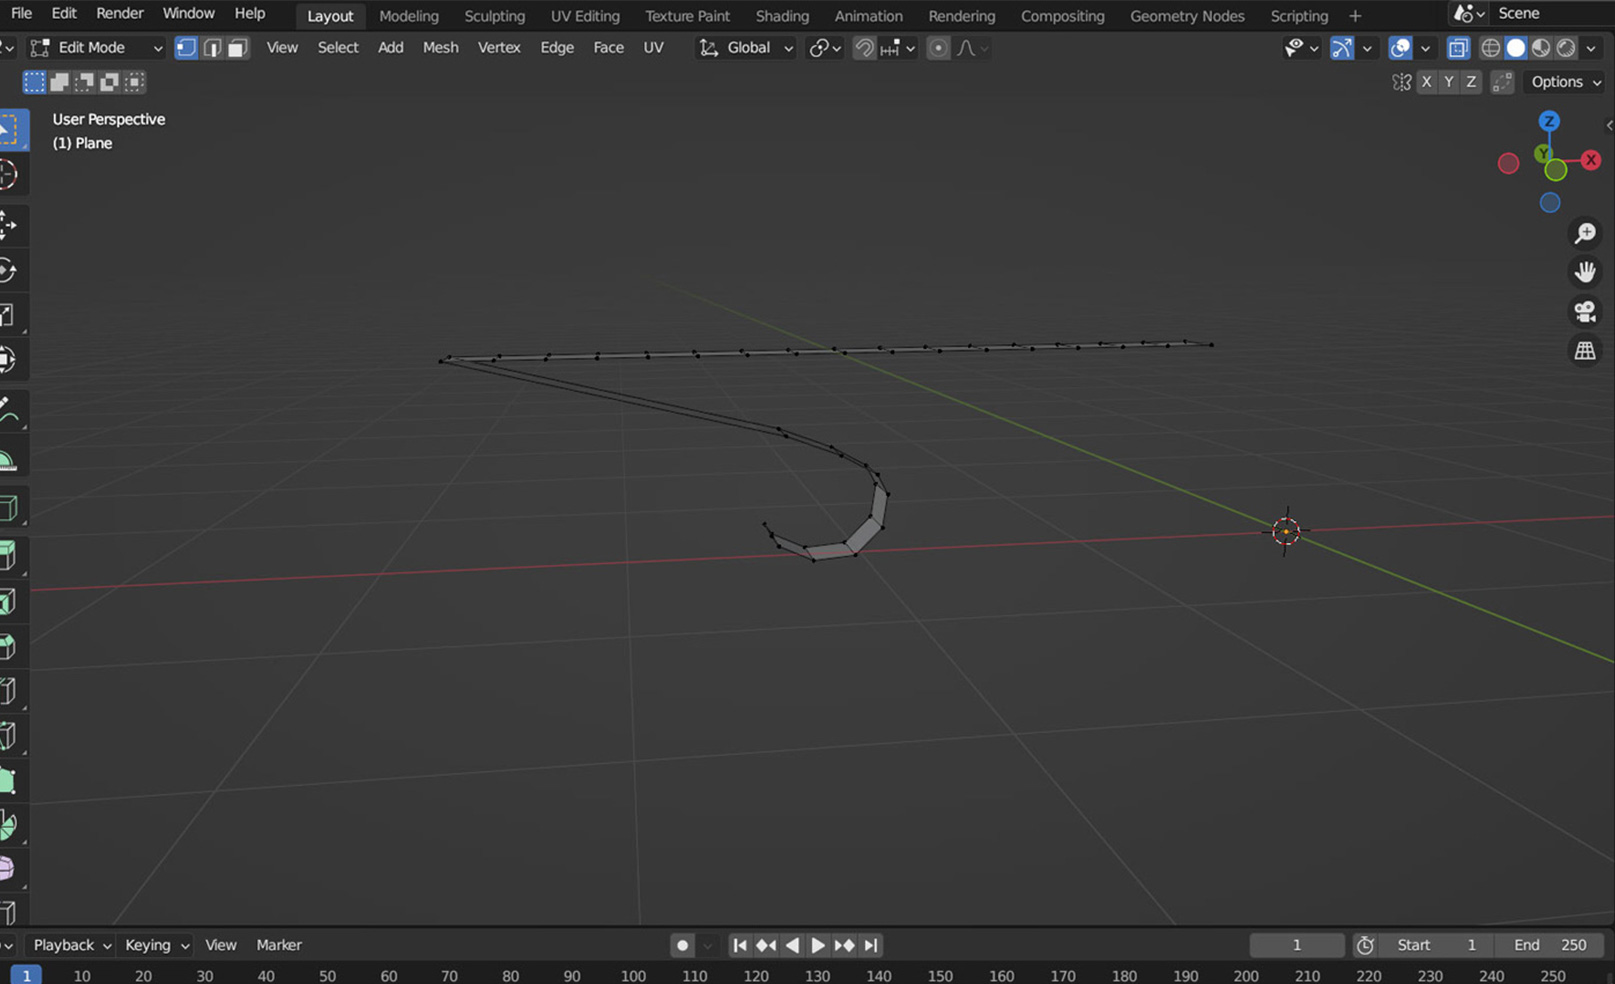 File Edit Render Window Help Layout Modeling Sculpting UV Editing Texture Paint Shading Animation Rendering Compositing Geometry Nodes Scripting + Scene
Edit Mode View Select Add Mesh Vertex Edge Face UV Global
X Y Z Options
User Perspective
(1) Plane
Z
Y
X
Playback Keying View Marker 1 Start 1 End 250
1 10 20 30 40 50 60 70 80 90 100 110 120 130 140 150 160 170 180 190 200 210 220 230 240 250